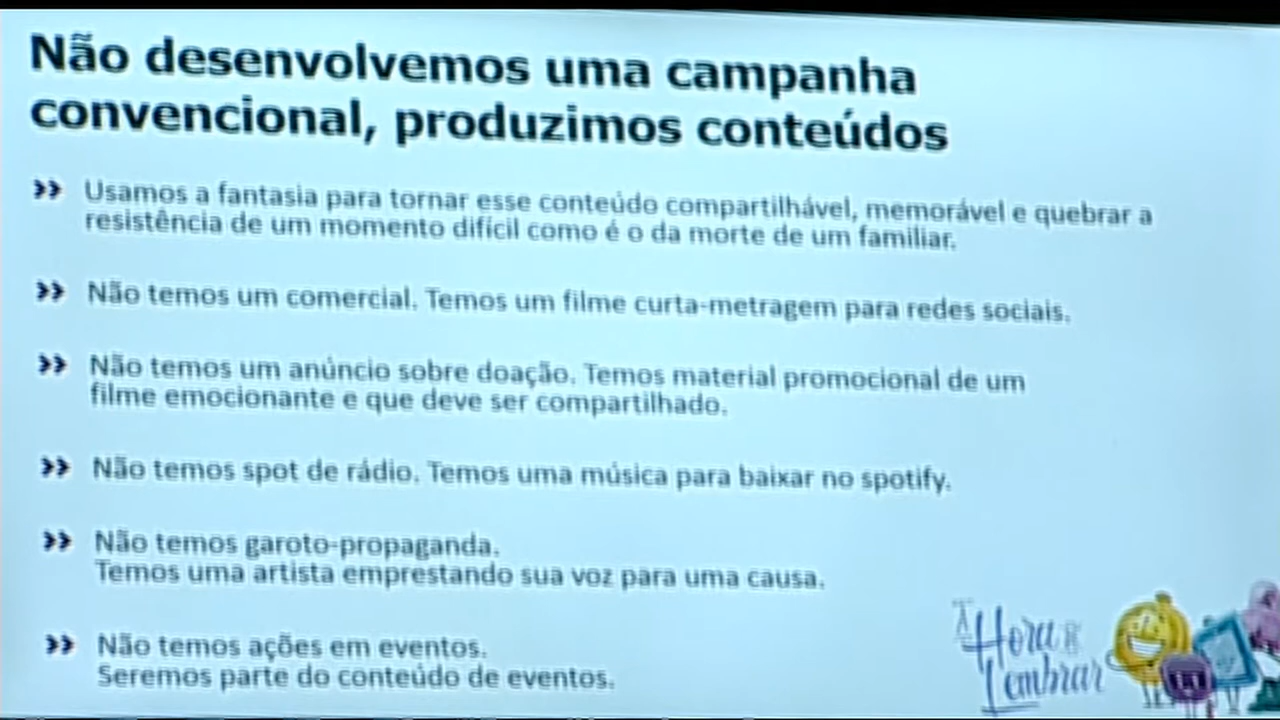 Não desenvolvemos uma campanha
convencional, produzimos conteúdos
Usamos a fantasia para tornar esse conteúdo compartilhável, memorável e quebrar a
resistência de um momento difícil como é o da morte de um familiar.
Não temos um comercial. Temos um filme curta-metragem para redes sociais.
Não temos um anúncio sobre doação. Temos material promocional de um
filme emocionante e que deve ser compartilhado.
Não temos spot de rádio. Temos uma música para baixar no spotify.
Não temos garoto-propaganda.
Temos uma artista emprestando sua voz para uma causa.
Não temos ações em eventos.
Seremos parte do conteúdo de eventos.
A Hora
Lembrar